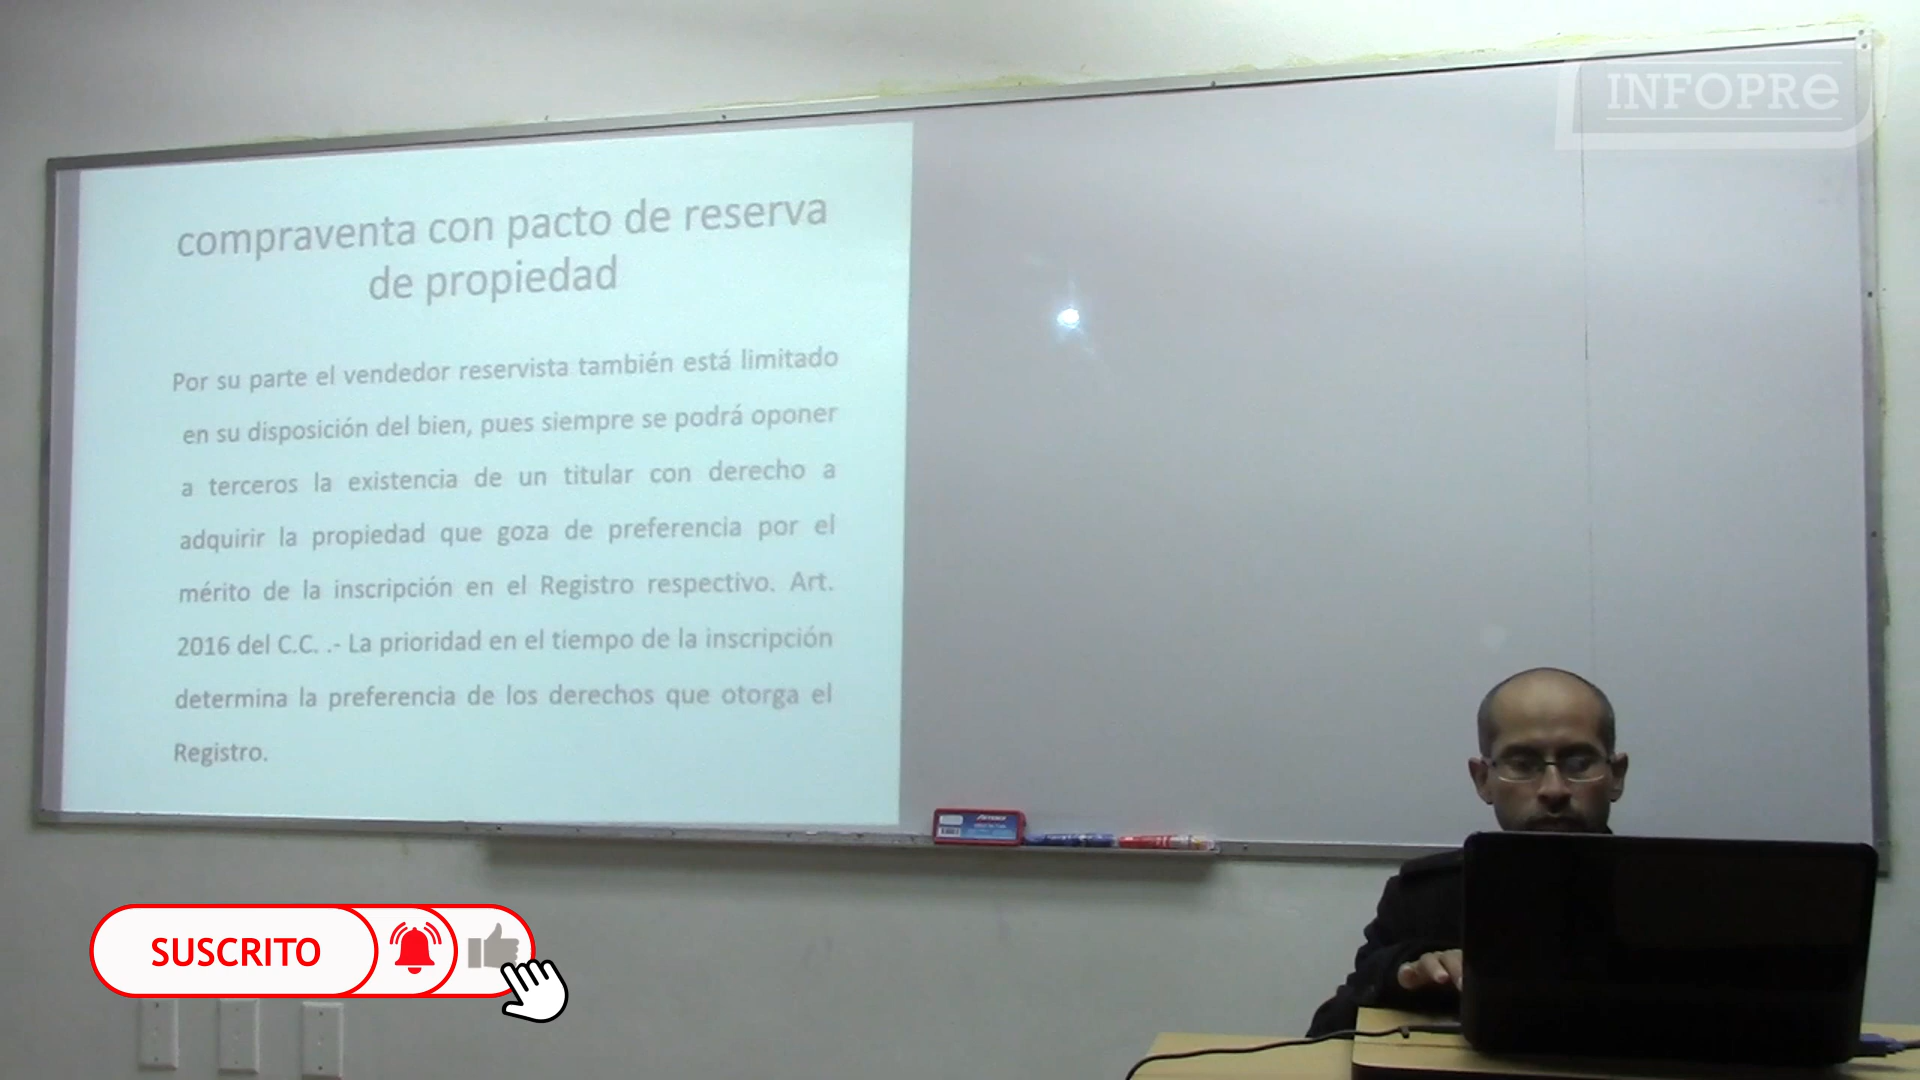 INFOPRe
compraventa con pacto de reserva
de propiedad
Por su parte el vendedor reservista también está limitado
en su disposición del bien, pues siempre se podrá oponer
a terceros la existencia de un titular con derecho a
adquirir la propiedad que goza de preferencia por el
mérito de la inscripción en el Registro respectivo. Art.
2016 del C.C. .- La prioridad en el tiempo de la inscripción
determina la preferencia de los derechos que otorga el
Registro.
SUSCRITO